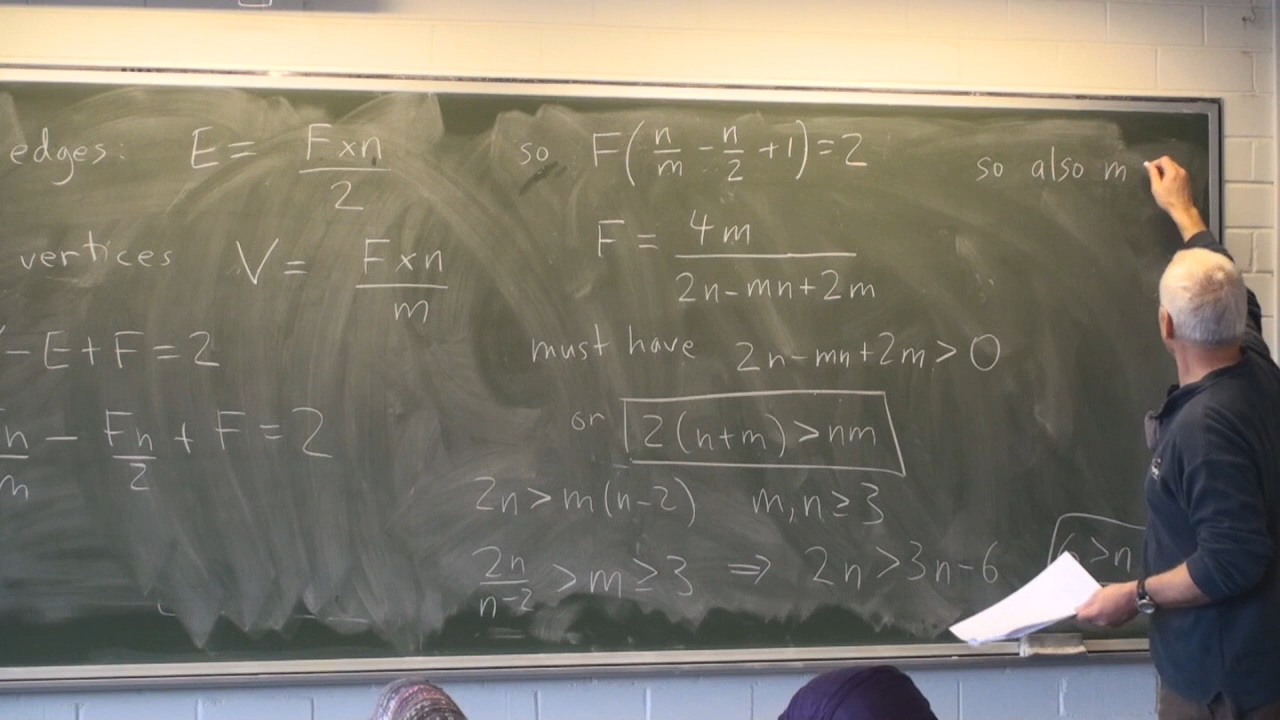 edges: E = F×n/2
vertices V = F×n/m
- E + F = 2
n/m - Fn/2 + F = 2
so F(n/m - n/2 + 1) = 2
F = 4m/(2n-mn+2m)
must have 2n-mn+2m > 0
or 2(n+m) > nm
2n > m(n-2) m,n ≥ 3
2n/(n-2) > m ≥ 3 ⇒ 2n > 3n-6 6>n
so also m